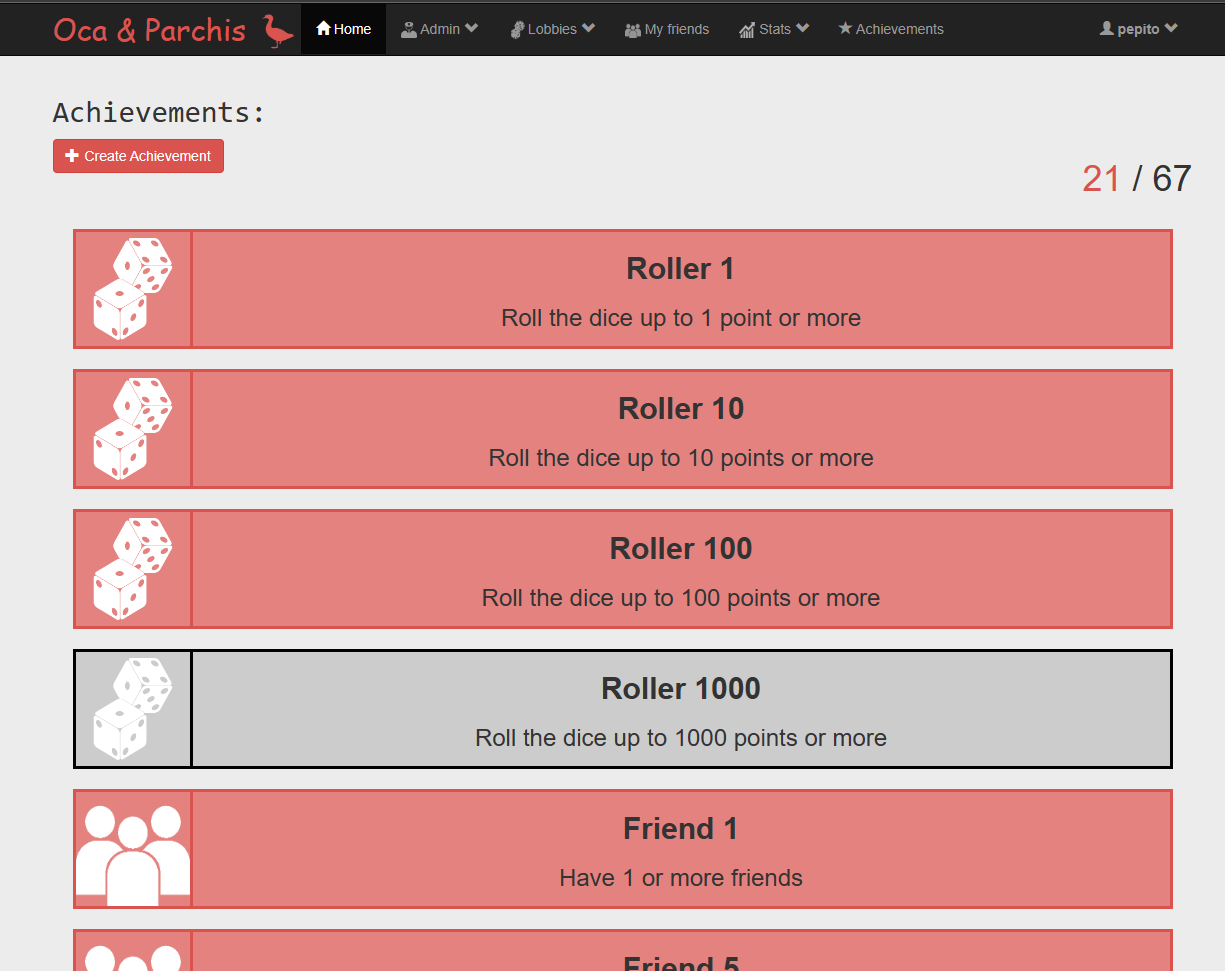 Oca & Parchis Home Admin Lobbies My friends Stats Achievements pepito
Achievements:
Create Achievement
21 / 67
Roller 1
Roll the dice up to 1 point or more
Roller 10
Roll the dice up to 10 points or more
Roller 100
Roll the dice up to 100 points or more
Roller 1000
Roll the dice up to 1000 points or more
Friend 1
Have 1 or more friends
Friend 5